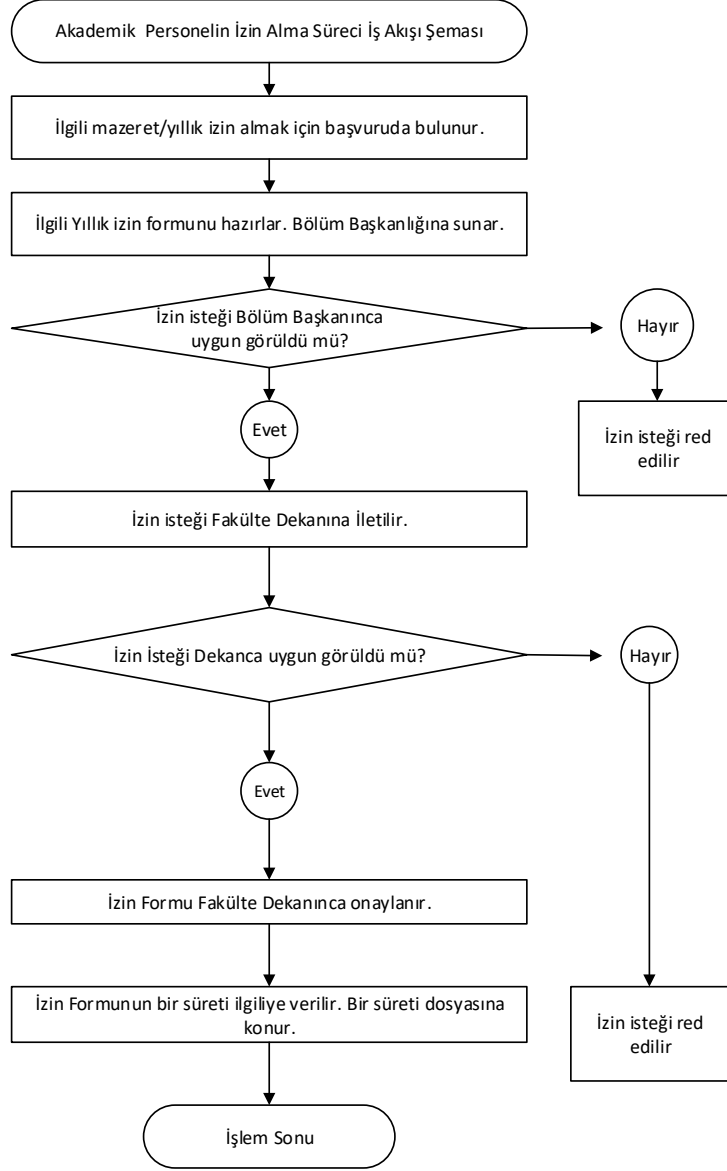 Akademik Personelin İzin Alma Süreci İş Akışı Şeması
İlgili mazeret/yıllık izin almak için başvuruda bulunur.
İlgili Yıllık izin formunu hazırlar. Bölüm Başkanlığına sunar.
İzin isteği Bölüm Başkanınca
uygun görüldü mü?
Hayır
Evet
İzin isteği red
edilir
İzin isteği Fakülte Dekanına İletilir.
İzin İsteği Dekanca uygun görüldü mü?
Hayır
Evet
İzin Formu Fakülte Dekanınca onaylanır.
İzin Formunun bir süreti ilgiliye verilir. Bir süreti dosyasına
konur.
İzin isteği red
edilir
İşlem Sonu